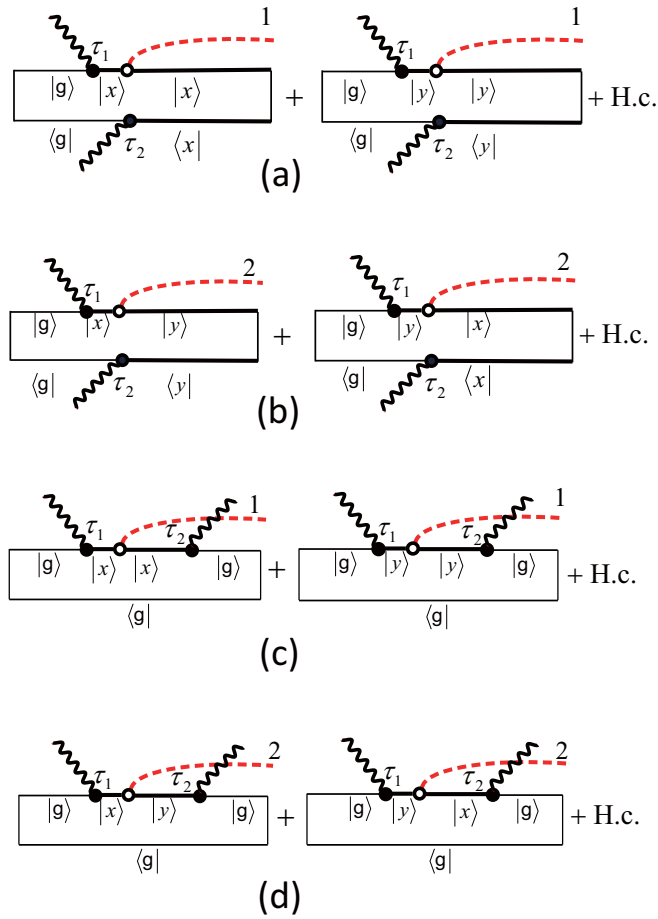 1 1
τ₁ τ₁
|g⟩ |x⟩ |x⟩ + |g⟩ |y⟩ |y⟩ + H.c.
⟨g| τ₂ ⟨x| ⟨g| τ₂ ⟨y|
(a)
2 2
τ₁ τ₁
|g⟩ |x⟩ |y⟩ + |g⟩ |y⟩ |x⟩ + H.c.
⟨g| τ₂ ⟨y| ⟨g| τ₂ ⟨x|
(b)
1 1
τ₁ τ₂ τ₁ τ₂
|g⟩ |x⟩ |x⟩ |g⟩ + |g⟩ |y⟩ |y⟩ |g⟩ + H.c.
⟨g| ⟨g|
(c)
2 2
τ₁ τ₂ τ₁ τ₂
|g⟩ |x⟩ |y⟩ |g⟩ + |g⟩ |y⟩ |x⟩ |g⟩ + H.c.
⟨g| ⟨g|
(d)